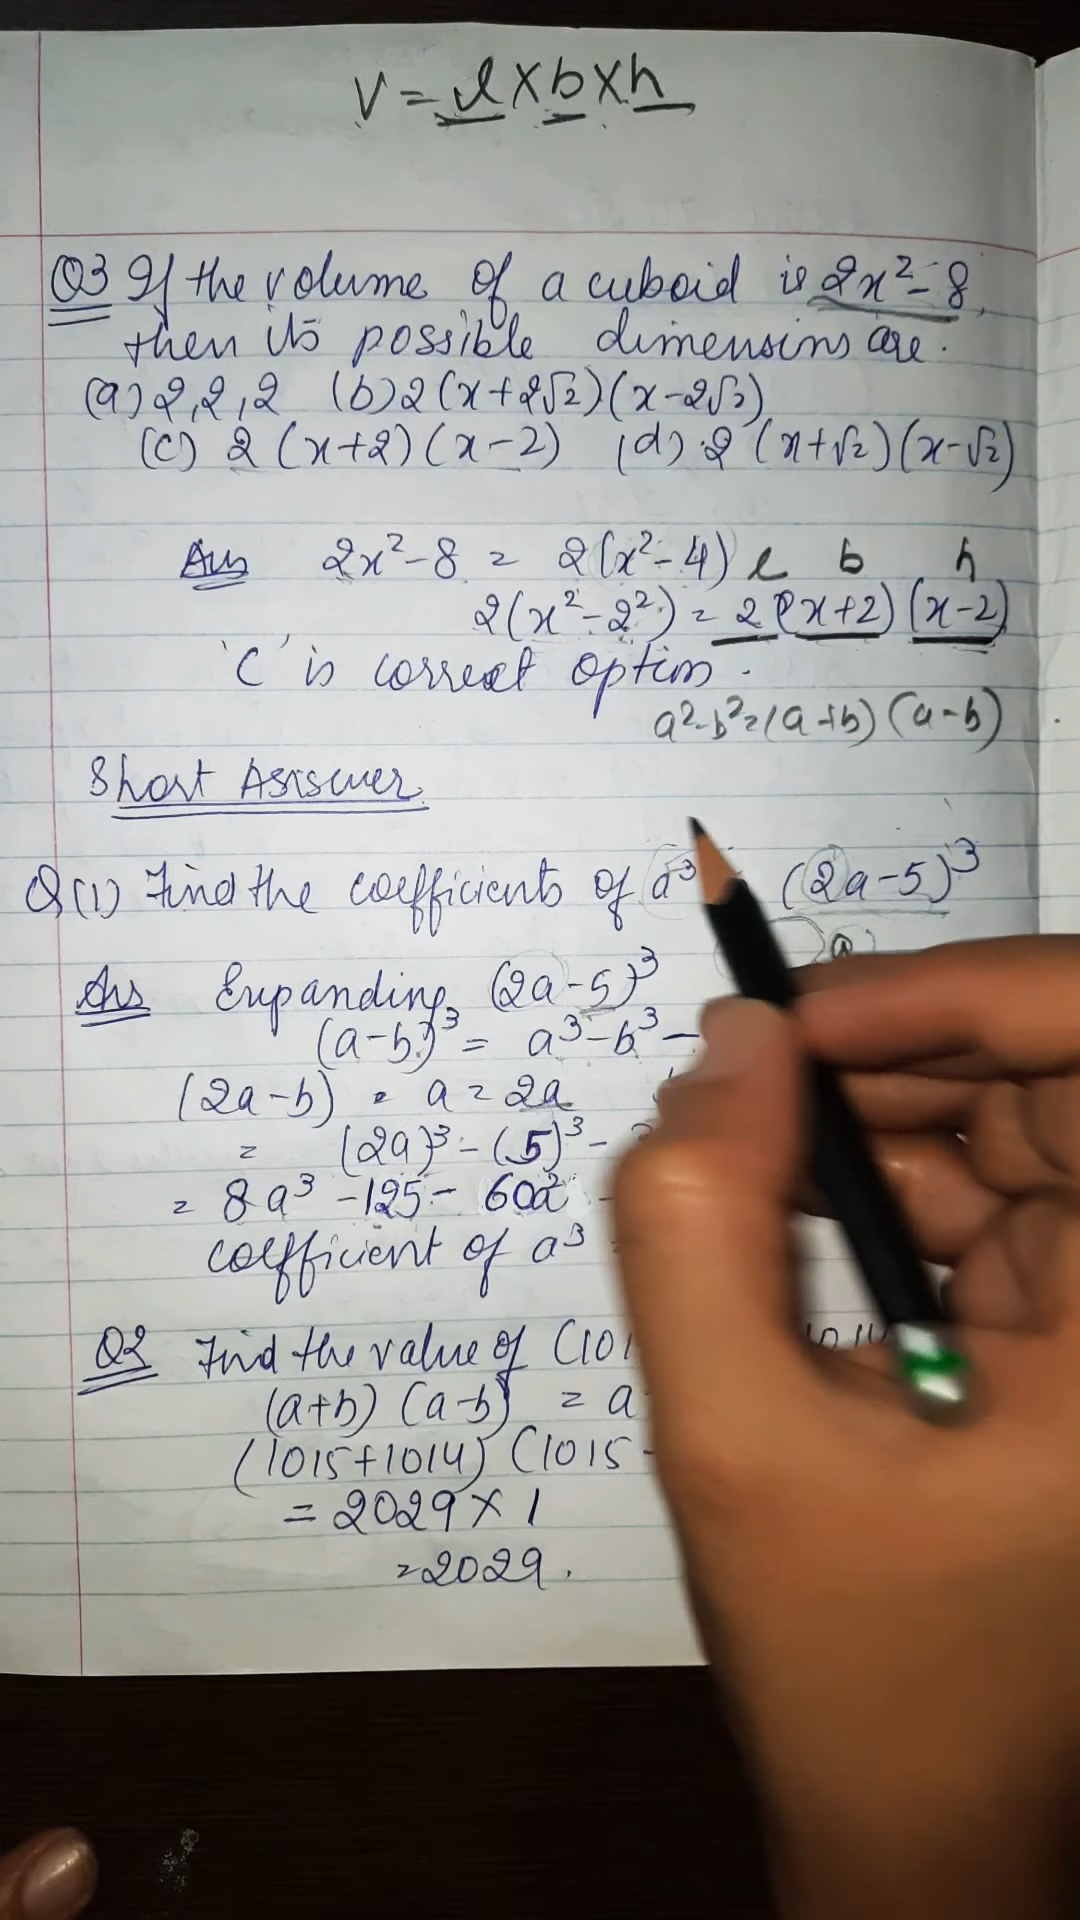 V = l × b × h
Q3 If the volume of a cuboid is 2x² - 8,
then its possible dimensions are.
(a) 2, 2, 2 (b) 2(x+2√2)(x-2√2)
(c) 2 (x+2) (x-2) (d) 2 (x+√2)(x-√2)
Ans 2x² - 8 = 2(x² - 4) l b h
2(x² - 2²) = 2 (x+2) (x-2)
'C' is correct option.
a² - b² = (a+b) (a-b)
Short Answer
Q(1) Find the coefficients of a³ (2a-5)³
Ans Expanding (2a-5)³
(a-b)³ = a³ - b³ -
(2a-b) a = 2a
= (2a)³ - (5)³ -
= 8a³ - 125 - 60a²
coefficient of a³
Q2 Find the value of
(a+b) (a-b) = a
(1015+1014) (1015
= 2029 × 1
= 2029.